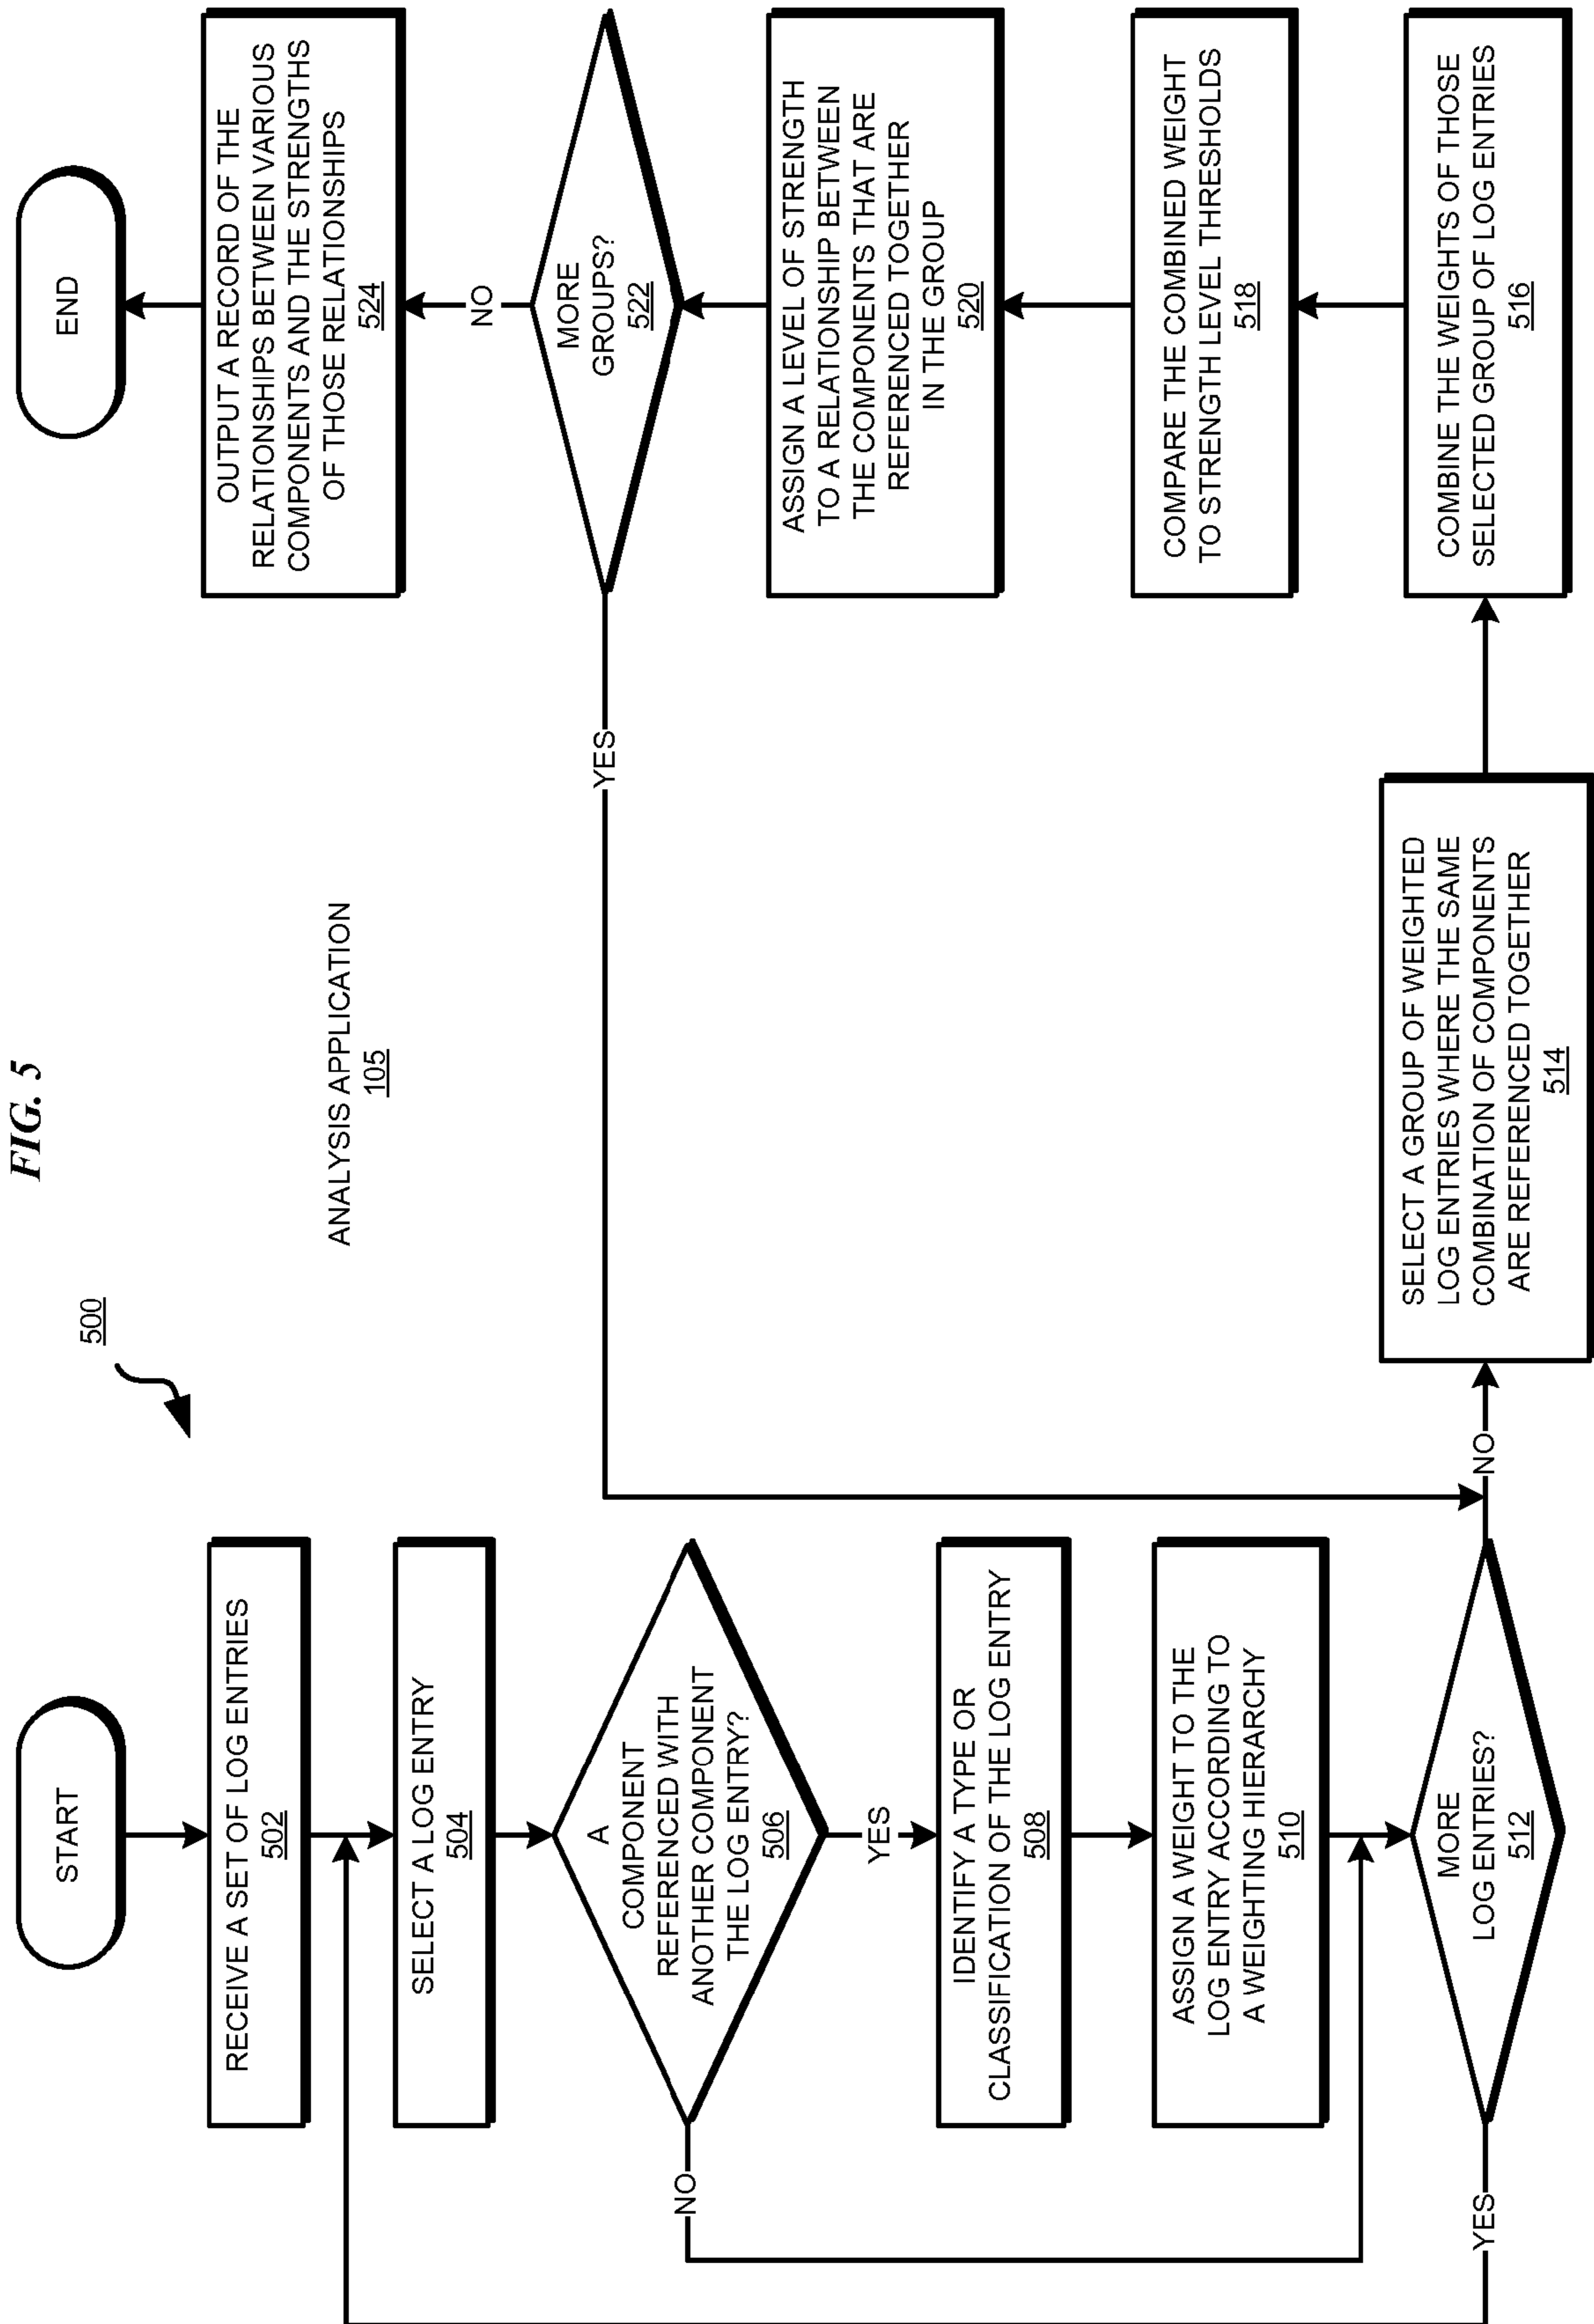 FIG. 5
500
ANALYSIS APPLICATION
105
START
RECEIVE A SET OF LOG ENTRIES
502
SELECT A LOG ENTRY
504
A
COMPONENT
REFERENCED WITH
ANOTHER COMPONENT
THE LOG ENTRY?
506
NO
YES
IDENTIFY A TYPE OR
CLASSIFICATION OF THE LOG ENTRY
508
ASSIGN A WEIGHT TO THE
LOG ENTRY ACCORDING TO
A WEIGHTING HIERARCHY
510
MORE
LOG ENTRIES?
512
YES
NO
SELECT A GROUP OF WEIGHTED
LOG ENTRIES WHERE THE SAME
COMBINATION OF COMPONENTS
ARE REFERENCED TOGETHER
514
COMBINE THE WEIGHTS OF THOSE
SELECTED GROUP OF LOG ENTRIES
516
COMPARE THE COMBINED WEIGHT
TO STRENGTH LEVEL THRESHOLDS
518
ASSIGN A LEVEL OF STRENGTH
TO A RELATIONSHIP BETWEEN
THE COMPONENTS THAT ARE
REFERENCED TOGETHER
IN THE GROUP
520
MORE
GROUPS?
522
YES
NO
OUTPUT A RECORD OF THE
RELATIONSHIPS BETWEEN VARIOUS
COMPONENTS AND THE STRENGTHS
OF THOSE RELATIONSHIPS
524
END